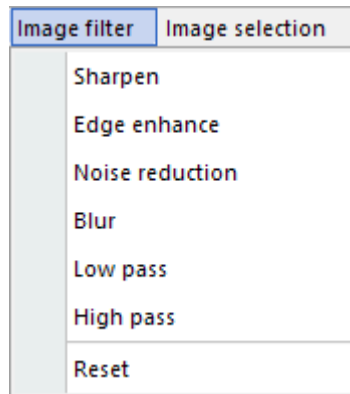 Image filter Image selection
Sharpen
Edge enhance
Noise reduction
Blur
Low pass
High pass
Reset